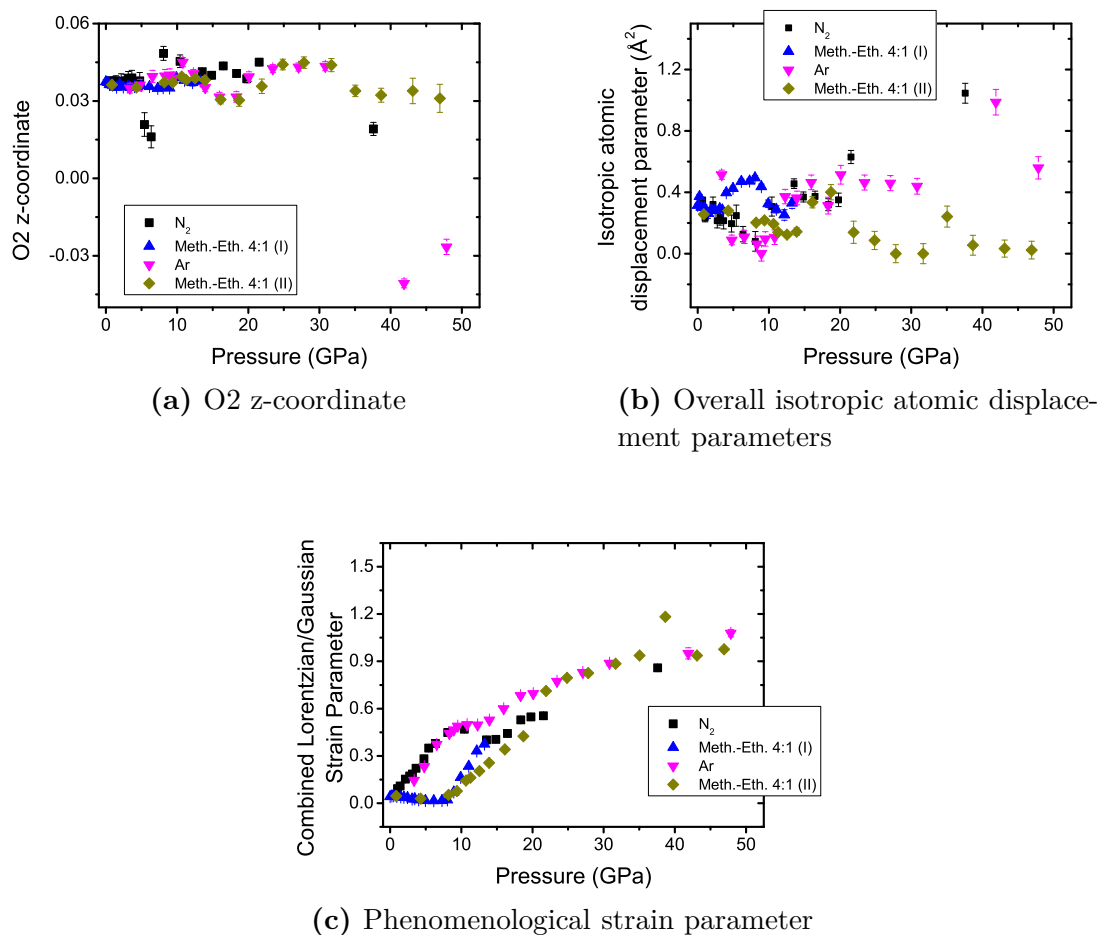 0.06
0.03
0.00
-0.03
O2 z-coordinate
N2
Meth.-Eth. 4:1 (I)
Ar
Meth.-Eth. 4:1 (II)
0 10 20 30 40 50
Pressure (GPa)
(a) O2 z-coordinate
1.2
0.8
0.4
0.0
Isotropic atomic
displacement parameter (Å²)
N2
Meth.-Eth. 4:1 (I)
Ar
Meth.-Eth. 4:1 (II)
0 10 20 30 40 50
Pressure (GPa)
(b) Overall isotropic atomic displace-
ment parameters
1.5
1.2
0.9
0.6
0.3
0.0
Combined Lorentzian/Gaussian
Strain Parameter
N2
Meth.-Eth. 4:1 (I)
Ar
Meth.-Eth. 4:1 (II)
0 10 20 30 40 50
Pressure (GPa)
(c) Phenomenological strain parameter